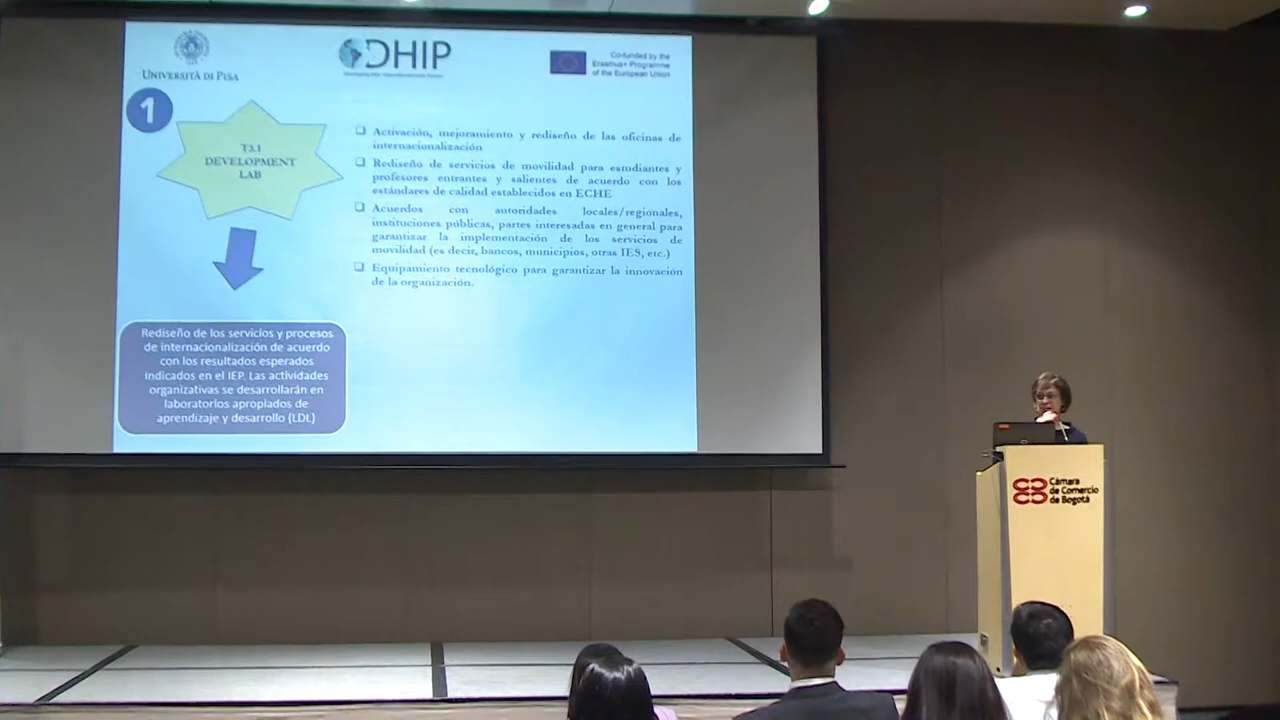 UNIVERSITÀ DI PISA
DHIP
Co-funded by the
Erasmus+ Programme
of the European Union
1
T3.1
DEVELOPMENT
LAB
Activación, mejoramiento y rediseño de las oficinas de
internacionalización
Rediseño de servicios de movilidad para estudiantes y
profesores entrantes y salientes de acuerdo con los
estándares de calidad establecidos en ECHE
Acuerdos con autoridades locales/regionales,
instituciones públicas, partes interesadas en general para
garantizar la implementación de los servicios de
movilidad (es decir, bancos, municipios, otras IES, etc.)
Equipamiento tecnológico para garantizar la innovación
de la organización.
Rediseño de los servicios y procesos
de internacionalización de acuerdo
con los resultados esperados
indicados en el IEP. Las actividades
organizativas se desarrollarán en
laboratorios apropiados de
aprendizaje y desarrollo (LDL)
Cámara
de Comercio
de Bogotá